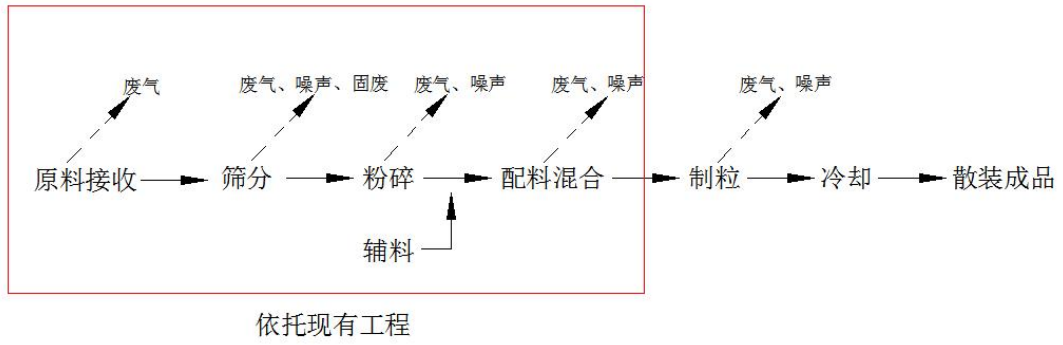 废气
废气、噪声、固废
废气、噪声
废气、噪声
废气、噪声
原料接收
筛分
粉碎
配料混合
制粒
冷却
散装成品
辅料
依托现有工程